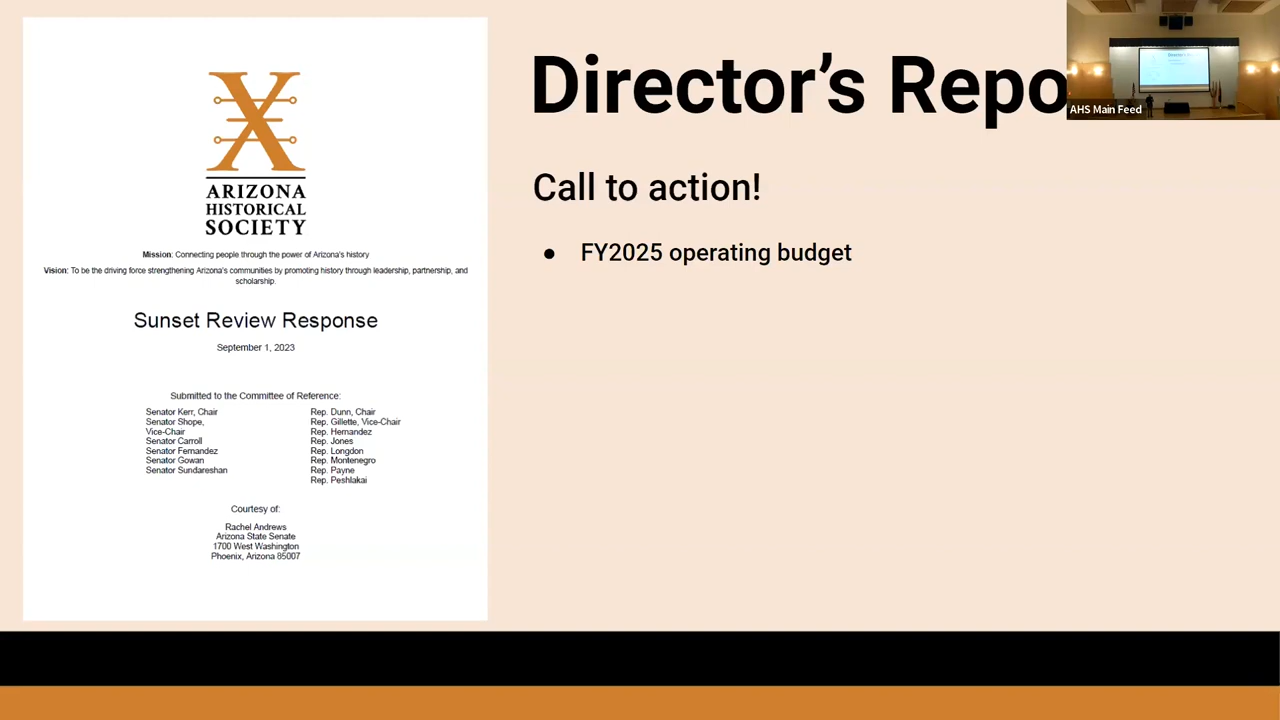 ARIZONA
HISTORICAL
SOCIETY
Mission: Connecting people through the power of Arizona's history
Vision: To be the driving force strengthening Arizona's communities by promoting history through leadership, partnership, and
scholarship.
Sunset Review Response
September 1, 2023
Submitted to the Committee of Reference:
Senator Kerr, Chair
Senator Shope,
Vice-Chair
Senator Carroll
Senator Fernandez
Senator Gowan
Senator Sundareshan
Rep. Dunn, Chair
Rep. Gillette, Vice-Chair
Rep. Hernandez
Rep. Jones
Rep. Longdon
Rep. Montenegro
Rep. Payne
Rep. Peshlakai
Courtesy of:
Rachel Andrews
Arizona State Senate
1700 West Washington
Phoenix, Arizona 85007
Director's Repo
Call to action!
● FY2025 operating budget
AHS Main Feed